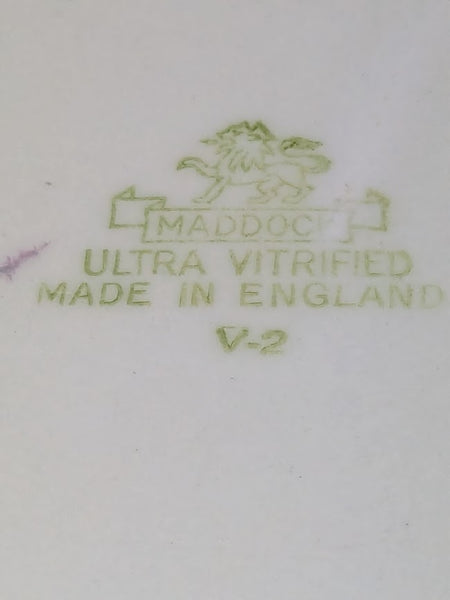 MADDOCK
ULTRA VITRIFIED
MADE IN ENGLAND
V-2